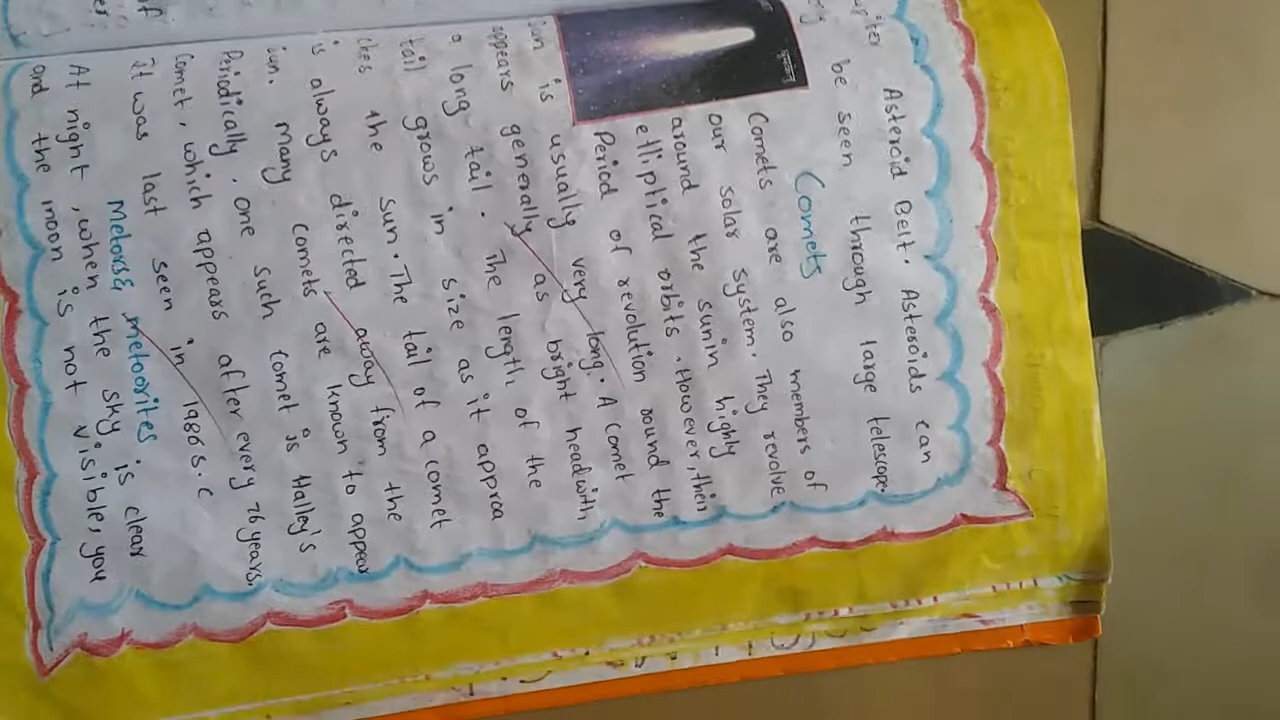 Asteroid Belt. Asteroids can
be seen through large telescope
Comets
Comets are also members of
our solar system. They revolve
around the sunin highly
elliptical orbits. However, their
Period of revolution round the
Sun is usually very long. A Comet
appears generally as bright headwith
a long tail. The length of the
tail grows in size as it approa
ches the sun. The tail of a comet
is always directed away from the
sun. many comets are known to appear
Periodically. one such comet is Halley's
Comet, which appears after every 76 years.
it was last seen in 1986 s.c
Meteors & meteorites
At night, when the sky is clear
and the moon is not visible, you